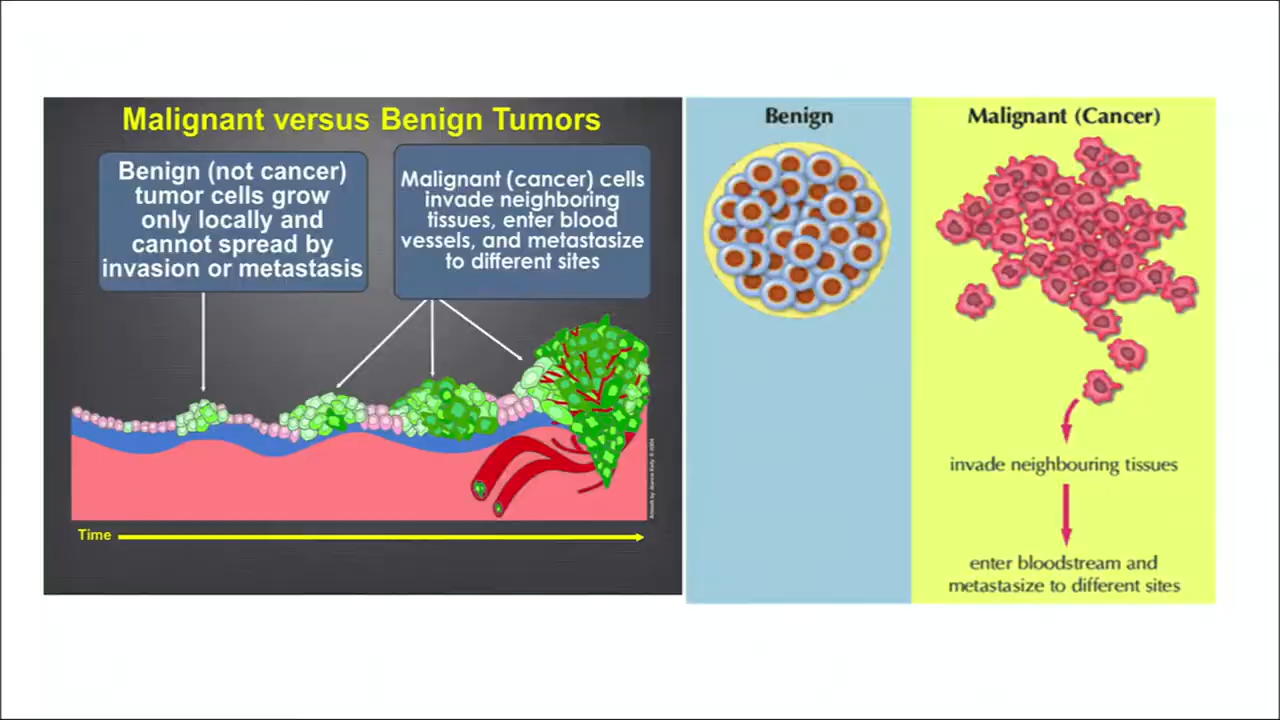 Malignant versus Benign Tumors
Benign (not cancer)
tumor cells grow
only locally and
cannot spread by
invasion or metastasis
Malignant (cancer) cells
invade neighboring
tissues, enter blood
vessels, and metastasize
to different sites
Time
Benign
Malignant (Cancer)
invade neighbouring tissues
enter bloodstream and
metastasize to different sites